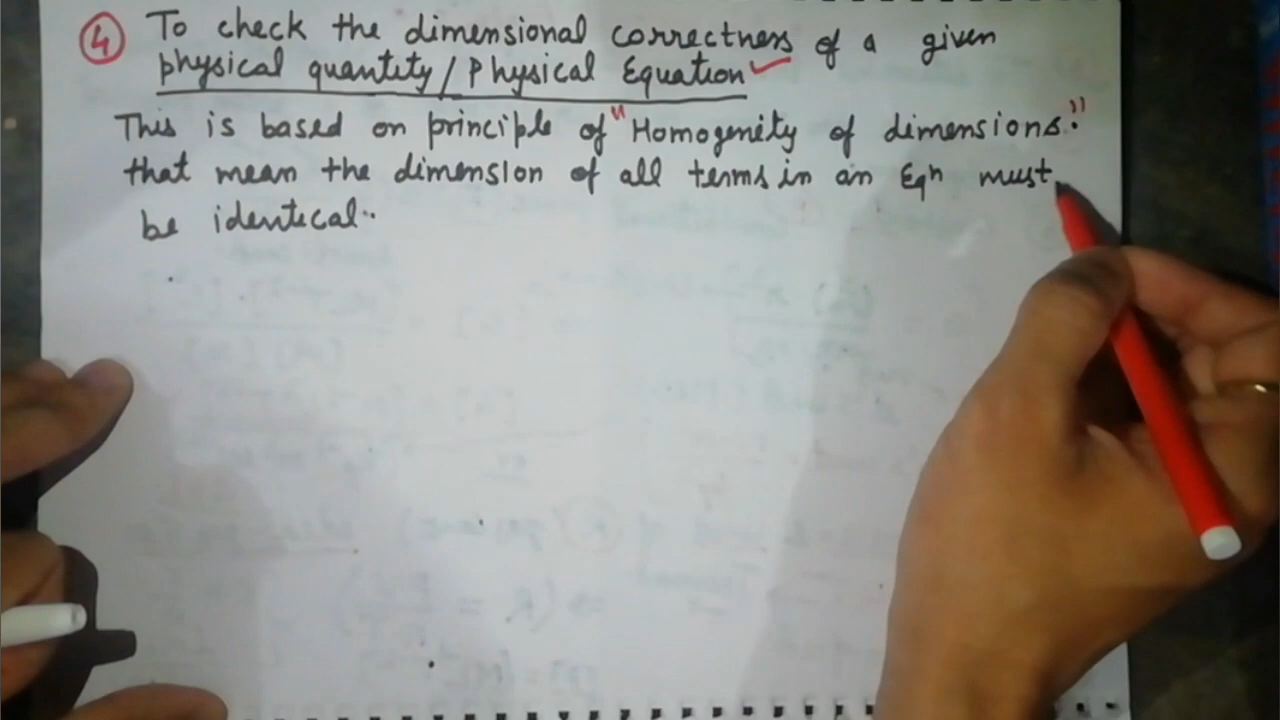 4 To check the dimensional correctness of a given
physical quantity / Physical Equation
This is based on principle of "Homogenity of dimensions."
that mean the dimension of all terms in an Eqn must
be identical..